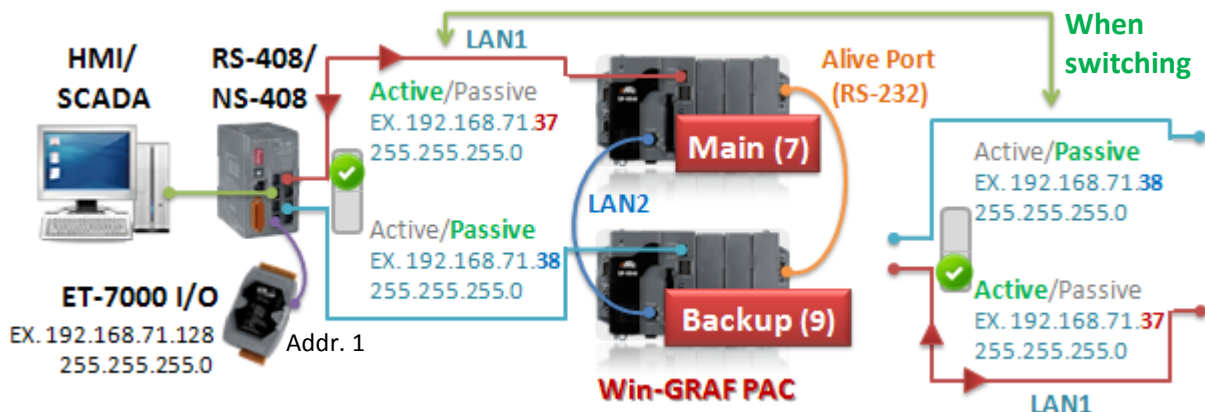 HMI/
SCADA
RS-408/
NS-408
LAN1
Active/Passive
EX. 192.168.71.37
255.255.255.0
Active/Passive
EX. 192.168.71.38
255.255.255.0
ET-7000 I/O
EX. 192.168.71.128
255.255.255.0
Addr. 1
Main (7)
LAN2
Backup (9)
Win-GRAF PAC
Alive Port
(RS-232)
When
switching
Active/Passive
EX. 192.168.71.38
255.255.255.0
Active/Passive
EX. 192.168.71.37
255.255.255.0
LAN1